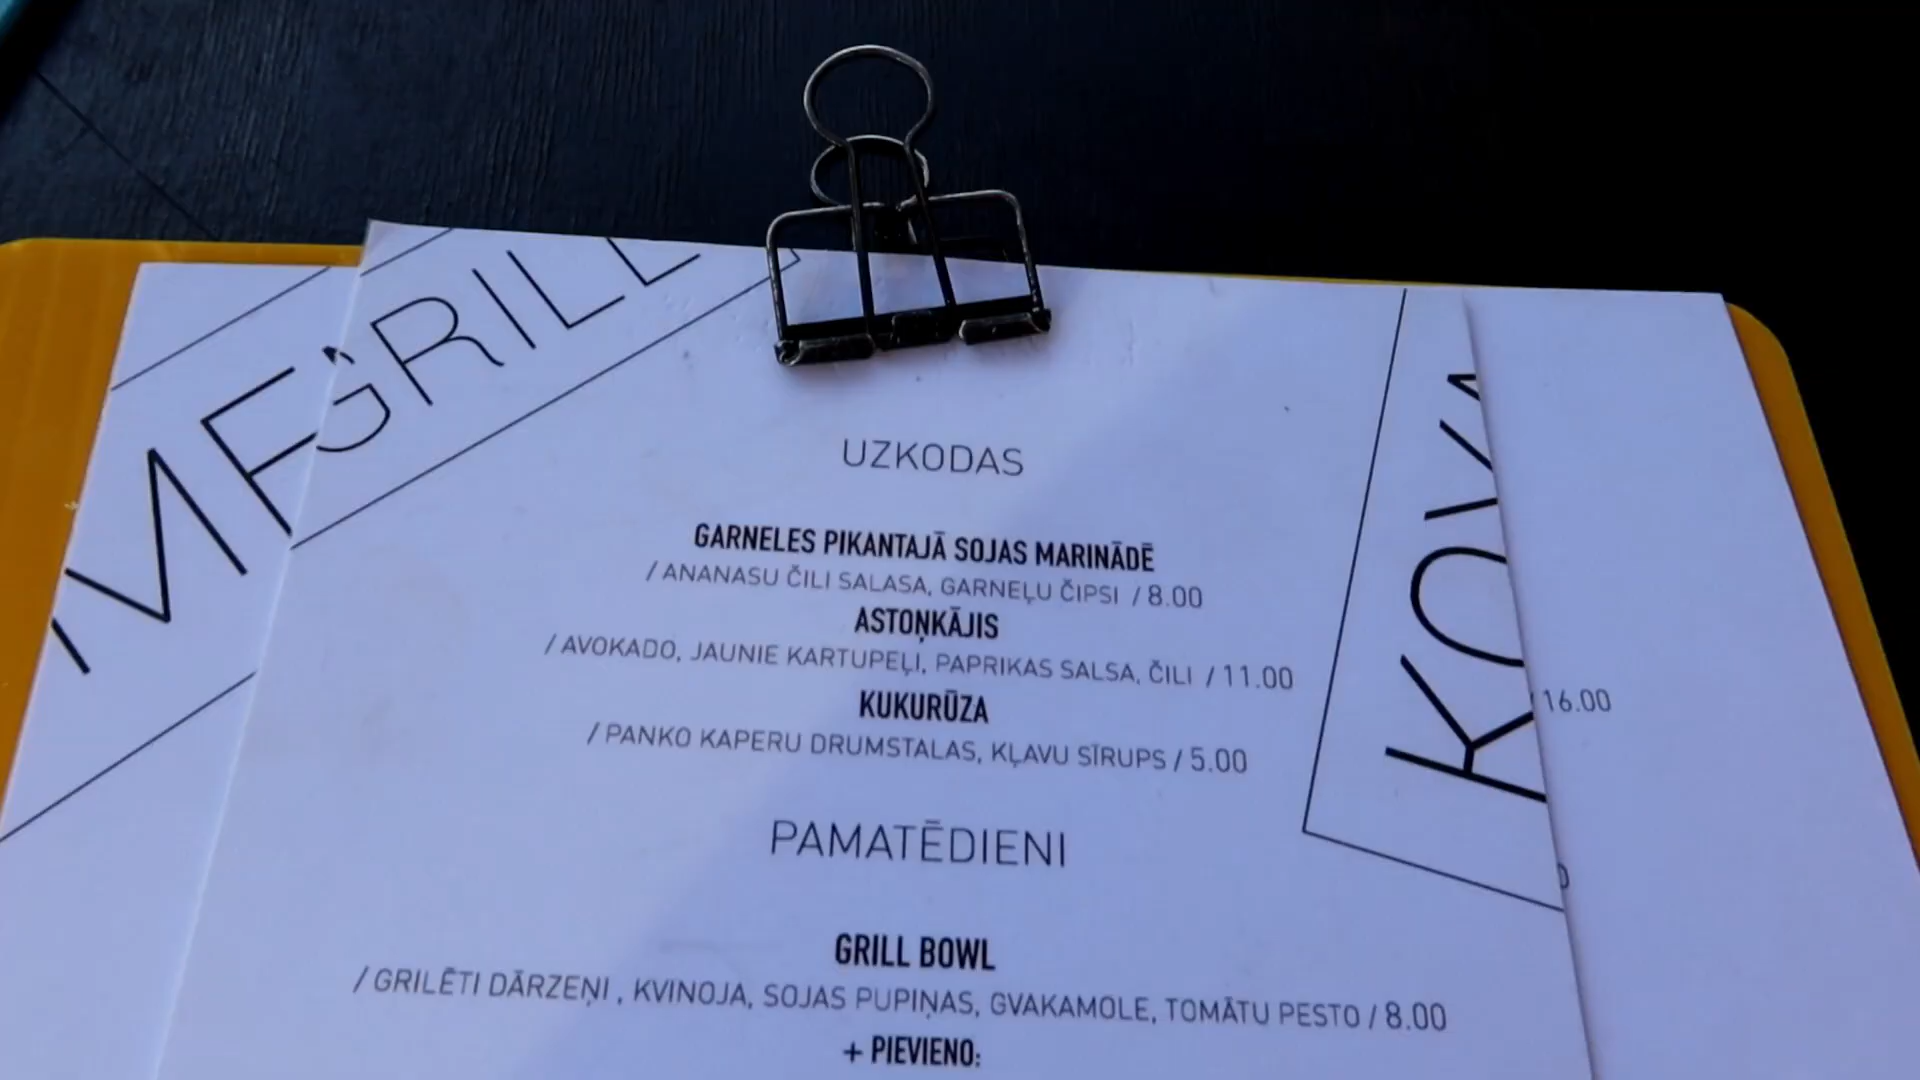 GRILL
UZKODAS
GARNELES PIKANTAJĀ SOJAS MARINĀDĒ
/ ANANASU ČILI SALASA, GARNEĻU ČIPSI / 8.00
ASTOŅKĀJIS
/ AVOKADO, JAUNIE KARTUPEĻI, PAPRIKAS SALSA, ČILI / 11.00
KUKURŪZA
/ PANKO KAPERU DRUMSTALAS, KĻAVU SĪRUPS / 5.00
16.00
PAMATĒDIENI
GRILL BOWL
/ GRILĒTI DĀRZEŅI , KVINOJA, SOJAS PUPIŅAS, GVAKAMOLE, TOMĀTU PESTO / 8.00
+ PIEVIENO: